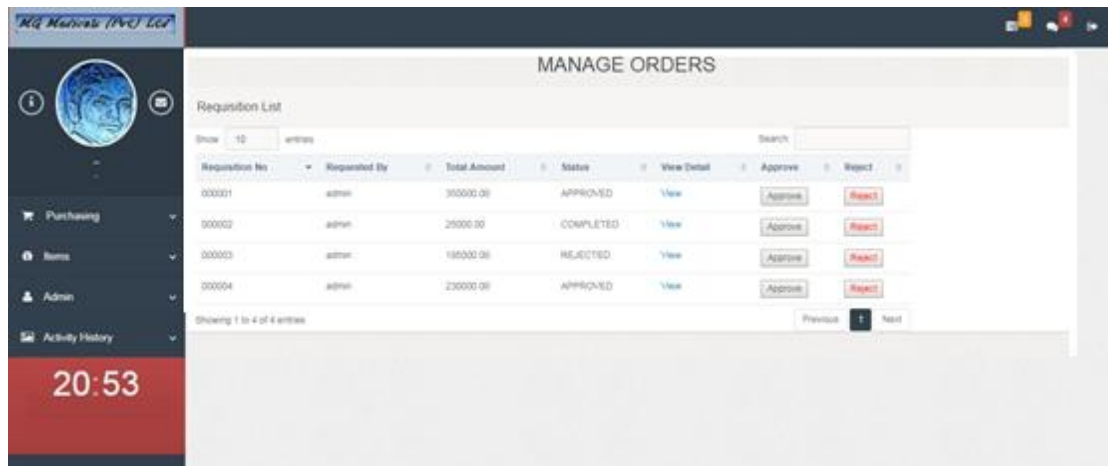 MG Medicals (Pvt) Ltd
MANAGE ORDERS
Requisition List
Show 10 entries
Search:
Requisition No Requested By Total Amount Status View Detail Approve Reject
000001 admin 350000.00 APPROVED View Approve Reject
000002 admin 25000.00 COMPLETED View Approve Reject
000003 admin 195000.00 REJECTED View Approve Reject
000004 admin 230000.00 APPROVED View Approve Reject
Showing 1 to 4 of 4 entries
Previous 1 Next
Purchasing
Items
Admin
Activity History
20:53